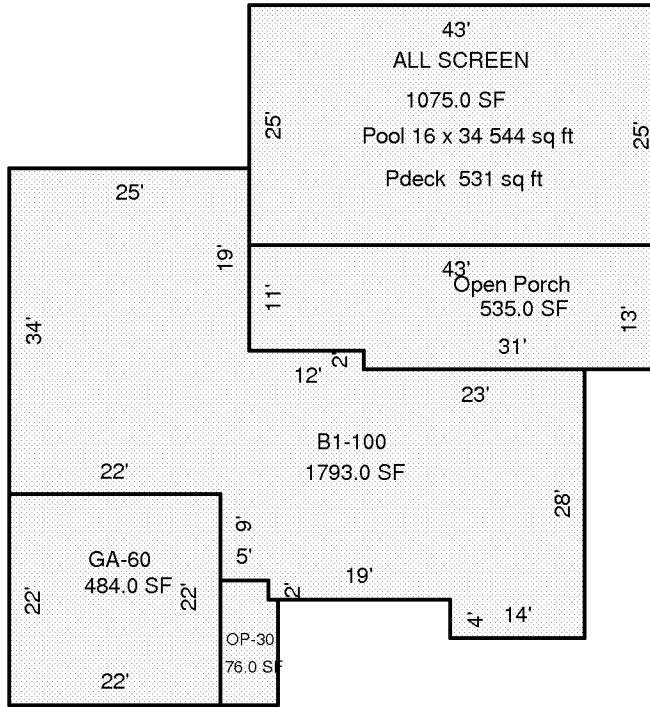 43'
ALL SCREEN
1075.0 SF
25'
25'
Pool 16 x 34 544 sq ft
Pdeck 531 sq ft
25'
19'
43'
Open Porch
535.0 SF
11'
13'
34'
31'
2'
12'
23'
B1-100
1793.0 SF
22'
28'
9'
5'
GA-60
484.0 SF
19'
22'
22'
2'
4'
14'
OP-30
76.0 SF
22'